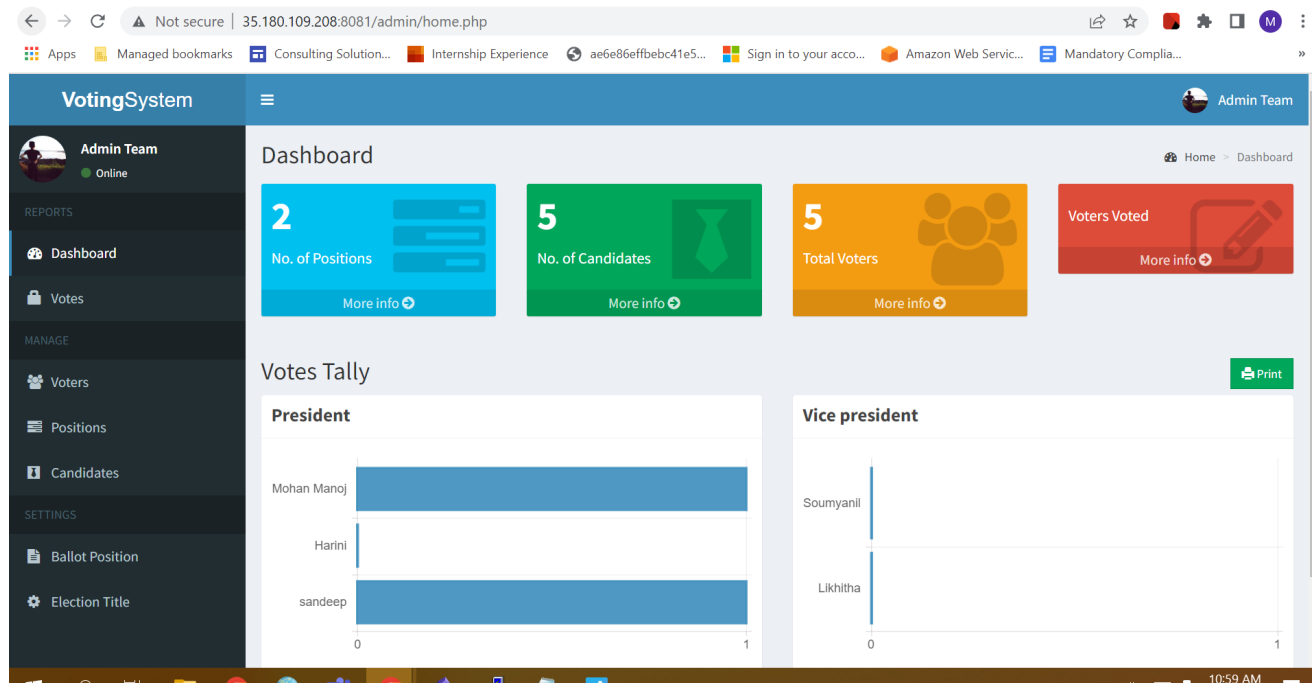 Not secure | 35.180.109.208:8081/admin/home.php
M
Apps Managed bookmarks Consulting Solution... Internship Experience ae6e86effbebc41e5... Sign in to your acco... Amazon Web Servic... Mandatory Complia... »
VotingSystem
Admin Team
Admin Team
Online
REPORTS
Dashboard
Votes
MANAGE
Voters
Positions
Candidates
SETTINGS
Ballot Position
Election Title
Dashboard
Home > Dashboard
2
No. of Positions
More info
5
No. of Candidates
More info
5
Total Voters
More info
Voters Voted
More info
Votes Tally
Print
President
Mohan Manoj
Harini
sandeep
0 1
Vice president
Soumyanil
Likhitha
0 1
10:59 AM